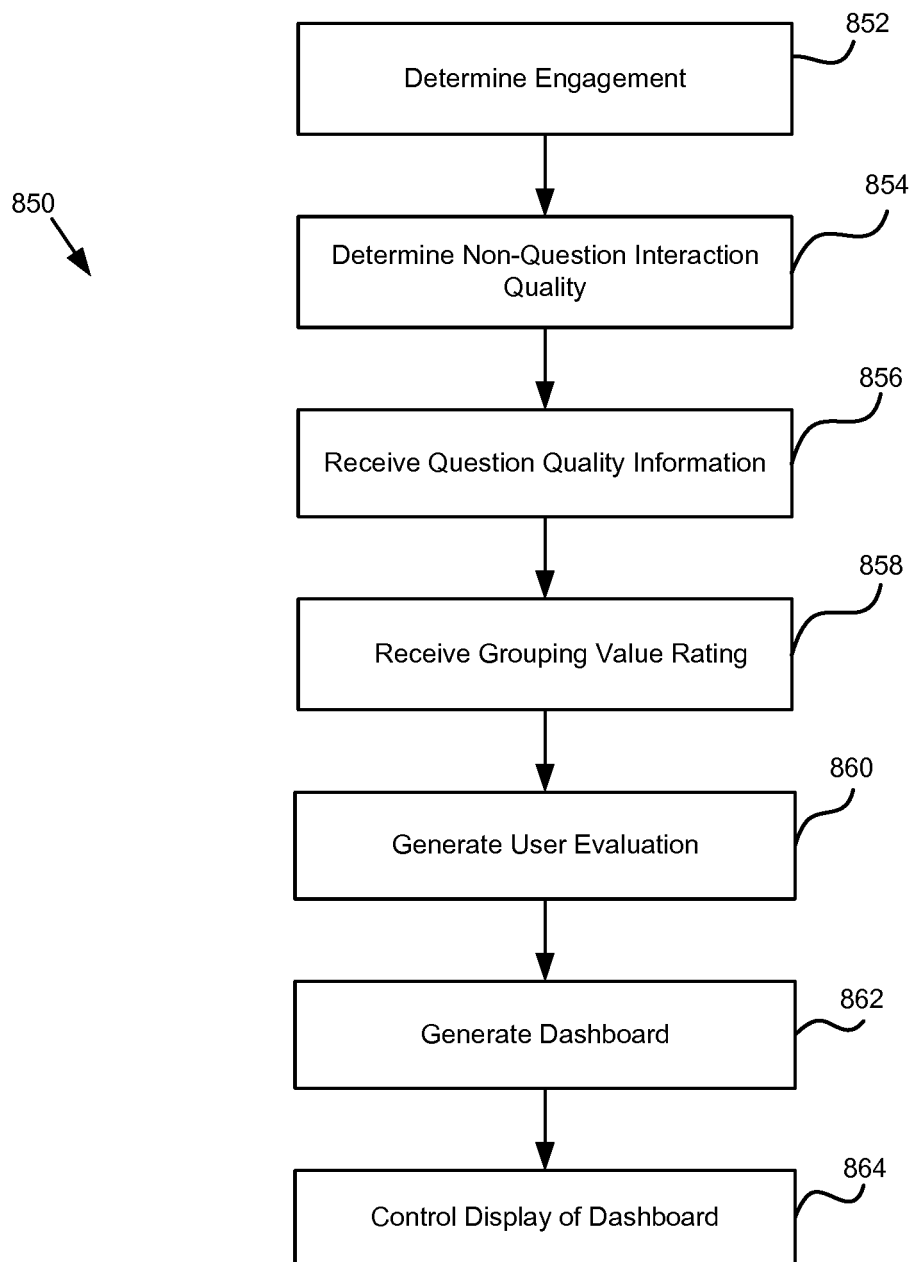 852
Determine Engagement
850
854
Determine Non-Question Interaction
Quality
856
Receive Question Quality Information
858
Receive Grouping Value Rating
860
Generate User Evaluation
862
Generate Dashboard
864
Control Display of Dashboard